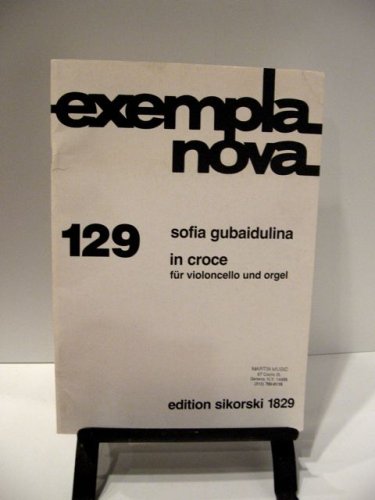 exempla
nova
129
sofia gubaidulina
in croce
für violoncello und orgel
MARTIN MUSIC
edition sikorski 1829